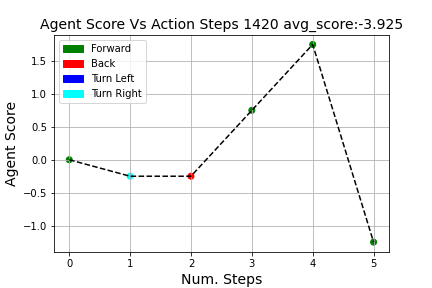 Agent Score Vs Action Steps 1420 avg_score:-3.925
Forward
Back
Turn Left
Turn Right
Agent Score
1.5
1.0
0.5
0.0
−0.5
−1.0
0 1 2 3 4 5
Num. Steps